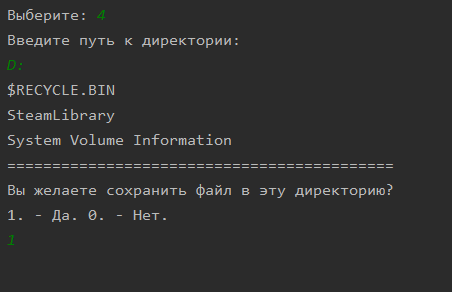 Выберите: 4
Введите путь к директории:
D:
$RECYCLE.BIN
SteamLibrary
System Volume Information
===========================================
Вы желаете сохранить файл в эту директорию?
1. - Да. 0. - Нет.
1